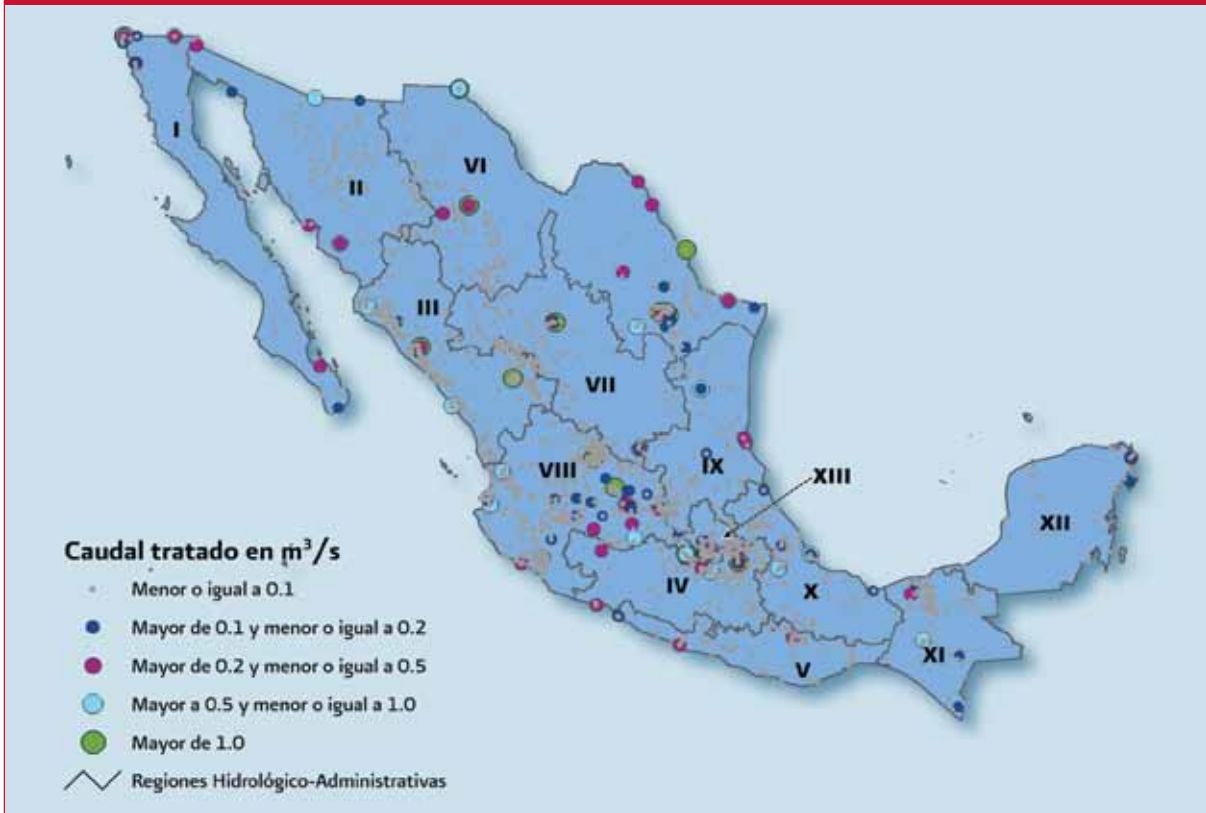 I
II
VI
III
VII
VIII
IX
XIII
XII
IV
X
V
XI
Caudal tratado en m³/s
Menor o igual a 0.1
Mayor de 0.1 y menor o igual a 0.2
Mayor de 0.2 y menor o igual a 0.5
Mayor a 0.5 y menor o igual a 1.0
Mayor de 1.0
Regiones Hidrológico-Administrativas